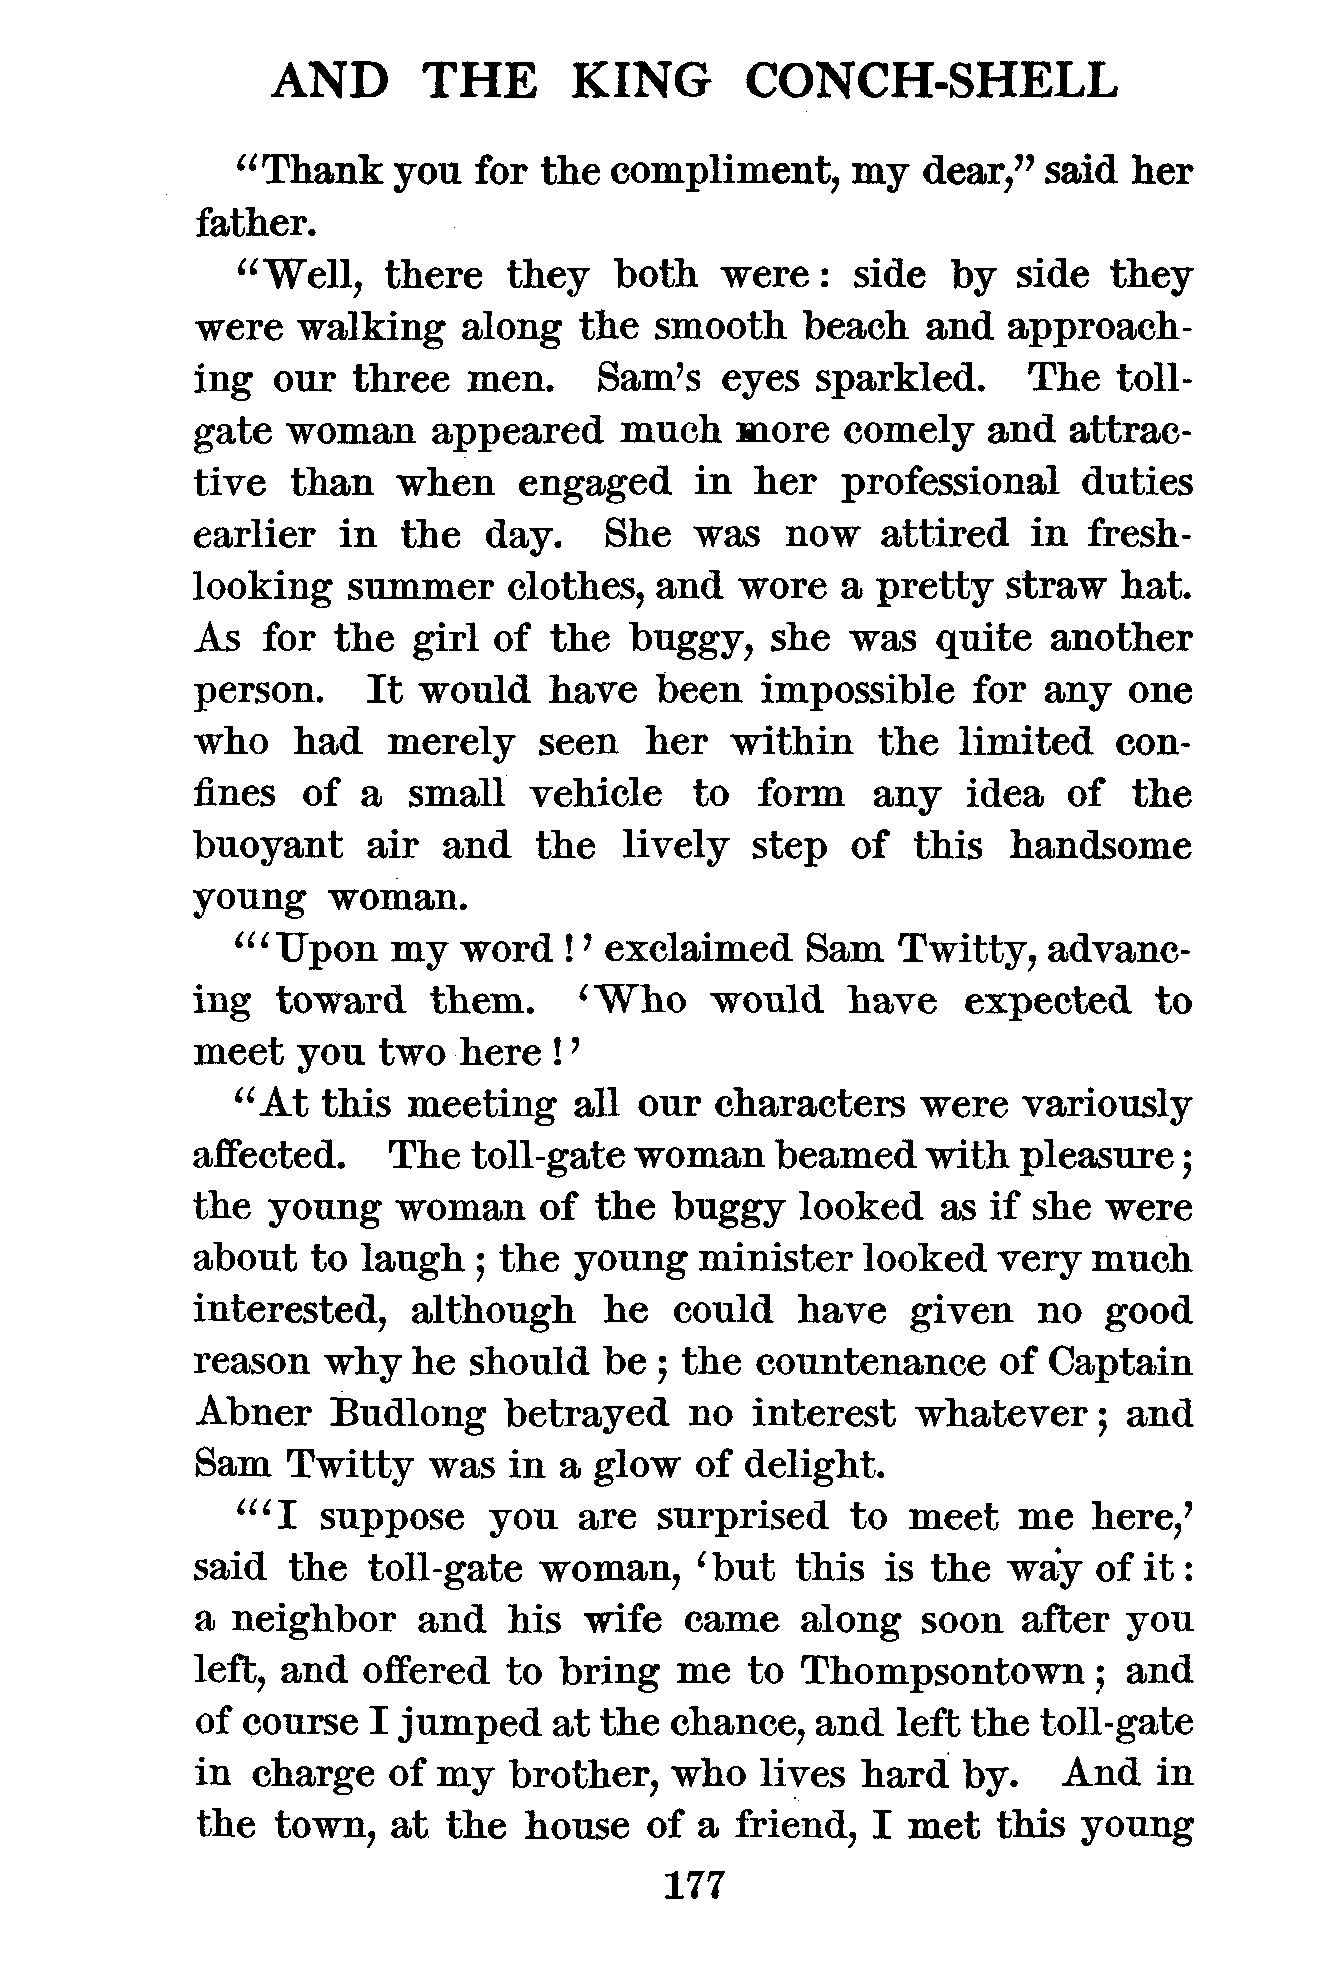 AND THE KING CONCH-SHELL
“Thank you for the compliment, my dear,” said her
father.
“Well, there they both were: side by side they
were walking along the smooth beach and approach-
ing our three men. Sam’s eyes sparkled. The toll-
gate woman appeared much more comely and attrac-
tive than when engaged in her professional duties
earlier in the day. She was now attired in fresh-
looking summer clothes, and wore a pretty straw hat.
As for the girl of the buggy, she was quite another
person. It would have been impossible for any one
who had merely seen her within the limited con-
fines of a small vehicle to form any idea of the
buoyant air and the lively step of this handsome
young woman.
“‘Upon my word!’ exclaimed Sam Twitty, advanc-
ing toward them. ‘Who would have expected to
meet you two here!’
“At this meeting all our characters were variously
affected. The toll-gate woman beamed with pleasure;
the young woman of the buggy looked as if she were
about to laugh; the young minister looked very much
interested, although he could have given no good
reason why he should be; the countenance of Captain
Abner Budlong betrayed no interest whatever; and
Sam Twitty was in a glow of delight.
“‘I suppose you are surprised to meet me here,’
said the toll-gate woman, ‘but this is the way of it:
a neighbor and his wife came along soon after you
left, and offered to bring me to Thompsontown; and
of course I jumped at the chance, and left the toll-gate
in charge of my brother, who lives hard by. And in
the town, at the house of a friend, I met this young
177